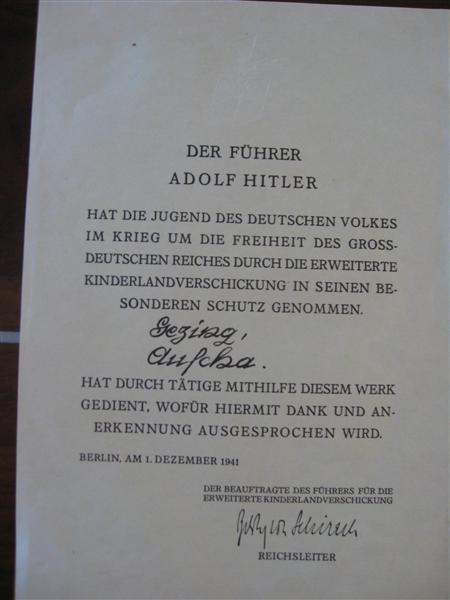 DER FÜHRER
ADOLF HITLER
HAT DIE JUGEND DES DEUTSCHEN VOLKES
IM KRIEG UM DIE FREIHEIT DES GROSS-
DEUTSCHEN REICHES DURCH DIE ERWEITERTE
KINDERLANDVERSCHICKUNG IN SEINEN BE-
SONDEREN SCHUTZ GENOMMEN.
HAT DURCH TÄTIGE MITHILFE DIESEM WERK
GEDIENT, WOFÜR HIERMIT DANK UND AN-
ERKENNUNG AUSGESPROCHEN WIRD.
BERLIN, AM 1. DEZEMBER 1941
DER BEAUFTRAGTE DES FÜHRERS FÜR DIE
ERWEITERTE KINDERLANDVERSCHICKUNG
von Schirach
REICHSLEITER